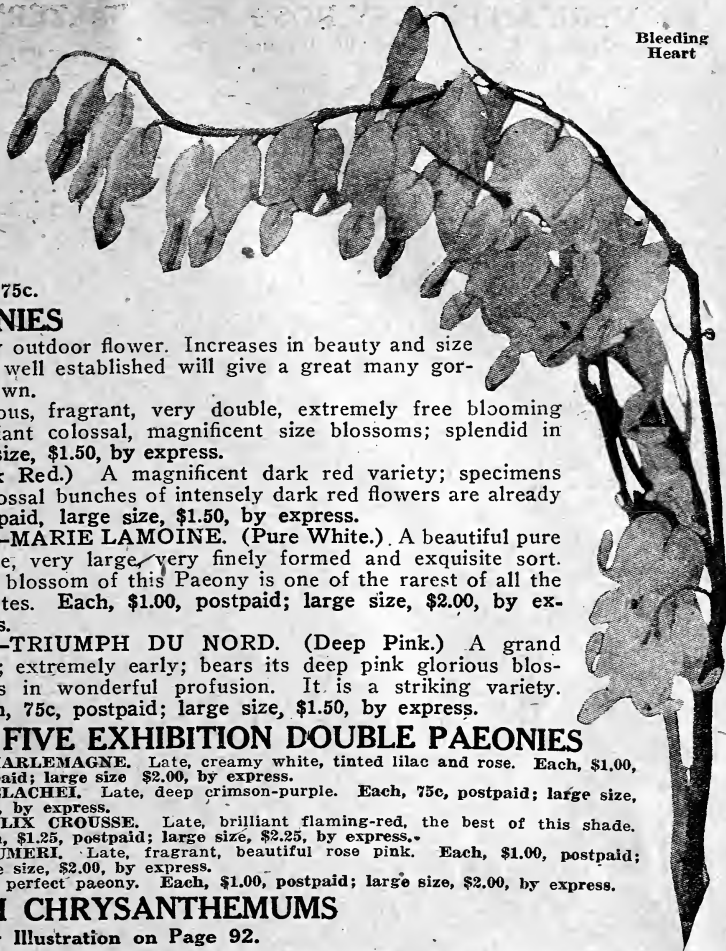 Bleeding
Heart
75c.
NIES
outdoor flower. Increases in beauty and size
well established will give a great many gor-
wn.
ous, fragrant, very double, extremely free blooming
iant colossal, magnificent size blossoms; splendid in
size, $1.50, by express.
Red.) A magnificent dark red variety; specimens
ossal bunches of intensely dark red flowers are already
paid, large size, $1.50, by express.
—MARIE LAMOINE. (Pure White.) A beautiful pure
e, very large, very finely formed and exquisite sort.
blossom of this Paeony is one of the rarest of all the
tes. Each, $1.00, postpaid; large size, $2.00, by ex-
s.
—TRIUMPH DU NORD. (Deep Pink.) A grand
; extremely early; bears its deep pink glorious blos-
s in wonderful profusion. It is a striking variety.
h, 75c, postpaid; large size, $1.50, by express.
FIVE EXHIBITION DOUBLE PAEONIES
ARLEMAGNE. Late, creamy white, tinted lilac and rose. Each, $1.00,
paid; large size $2.00, by express.
LACHEI. Late, deep crimson-purple. Each, 75c, postpaid; large size,
, by express.
LIX CROUSSE. Late, brilliant flaming-red, the best of this shade.
h, $1.25, postpaid; large size, $2.25, by express.
UMERI. Late, fragrant, beautiful rose pink. Each, $1.00, postpaid;
e size, $2.00, by express.
perfect paeony. Each, $1.00, postpaid; large size, $2.00, by express.
CHRYSANTHEMUMS
Illustration on Page 92.